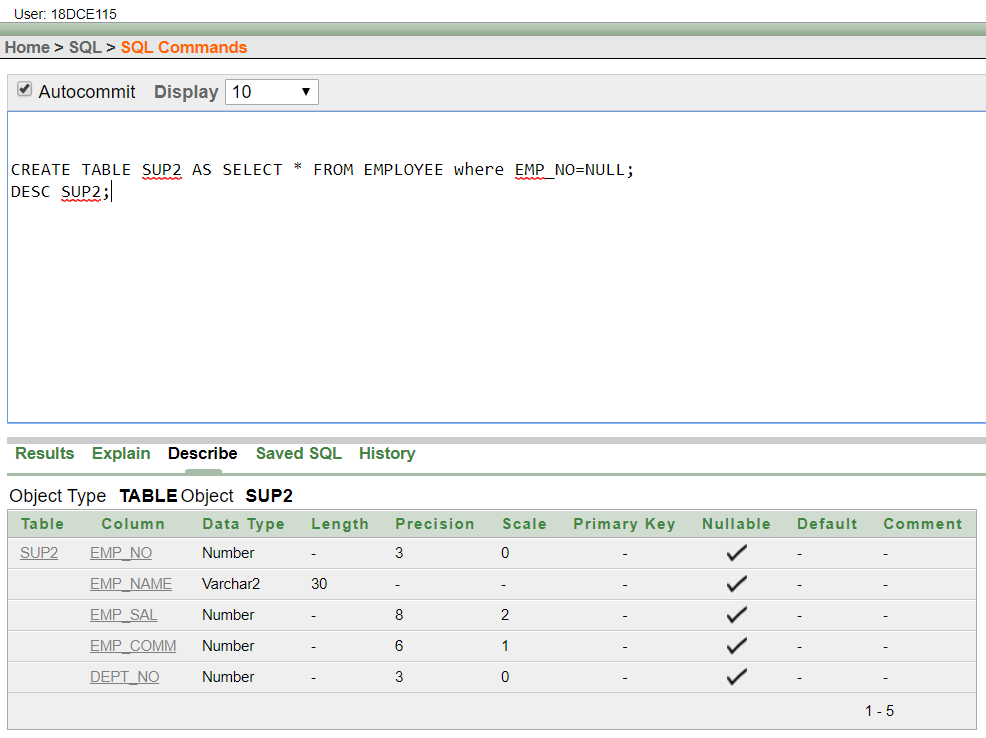 User: 18DCE115
Home > SQL > SQL Commands
Autocommit Display 10
CREATE TABLE SUP2 AS SELECT * FROM EMPLOYEE where EMP_NO=NULL;
DESC SUP2;
Results Explain Describe Saved SQL History
Object Type TABLE Object SUP2
Table Column Data Type Length Precision Scale Primary Key Nullable Default Comment
SUP2 EMP_NO Number - 3 0 - ✓ - -
EMP_NAME Varchar2 30 - - - ✓ - -
EMP_SAL Number - 8 2 - ✓ - -
EMP_COMM Number - 6 1 - ✓ - -
DEPT_NO Number - 3 0 - ✓ - -
1 - 5